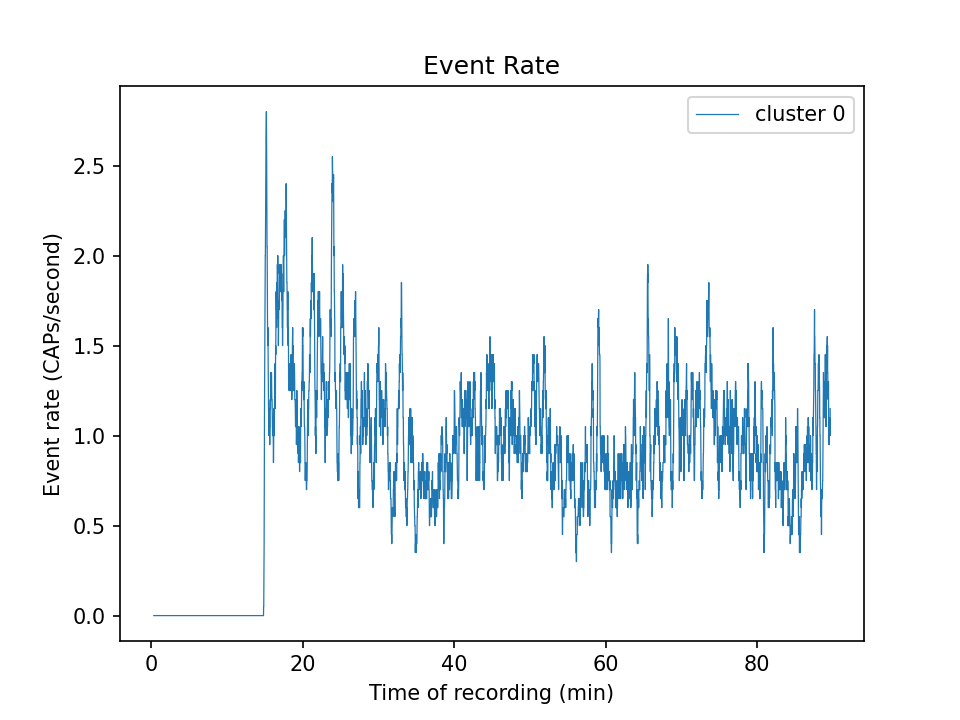 Event Rate
cluster 0
Event rate (CAPs/second)
2.5
2.0
1.5
1.0
0.5
0.0
0 20 40 60 80
Time of recording (min)